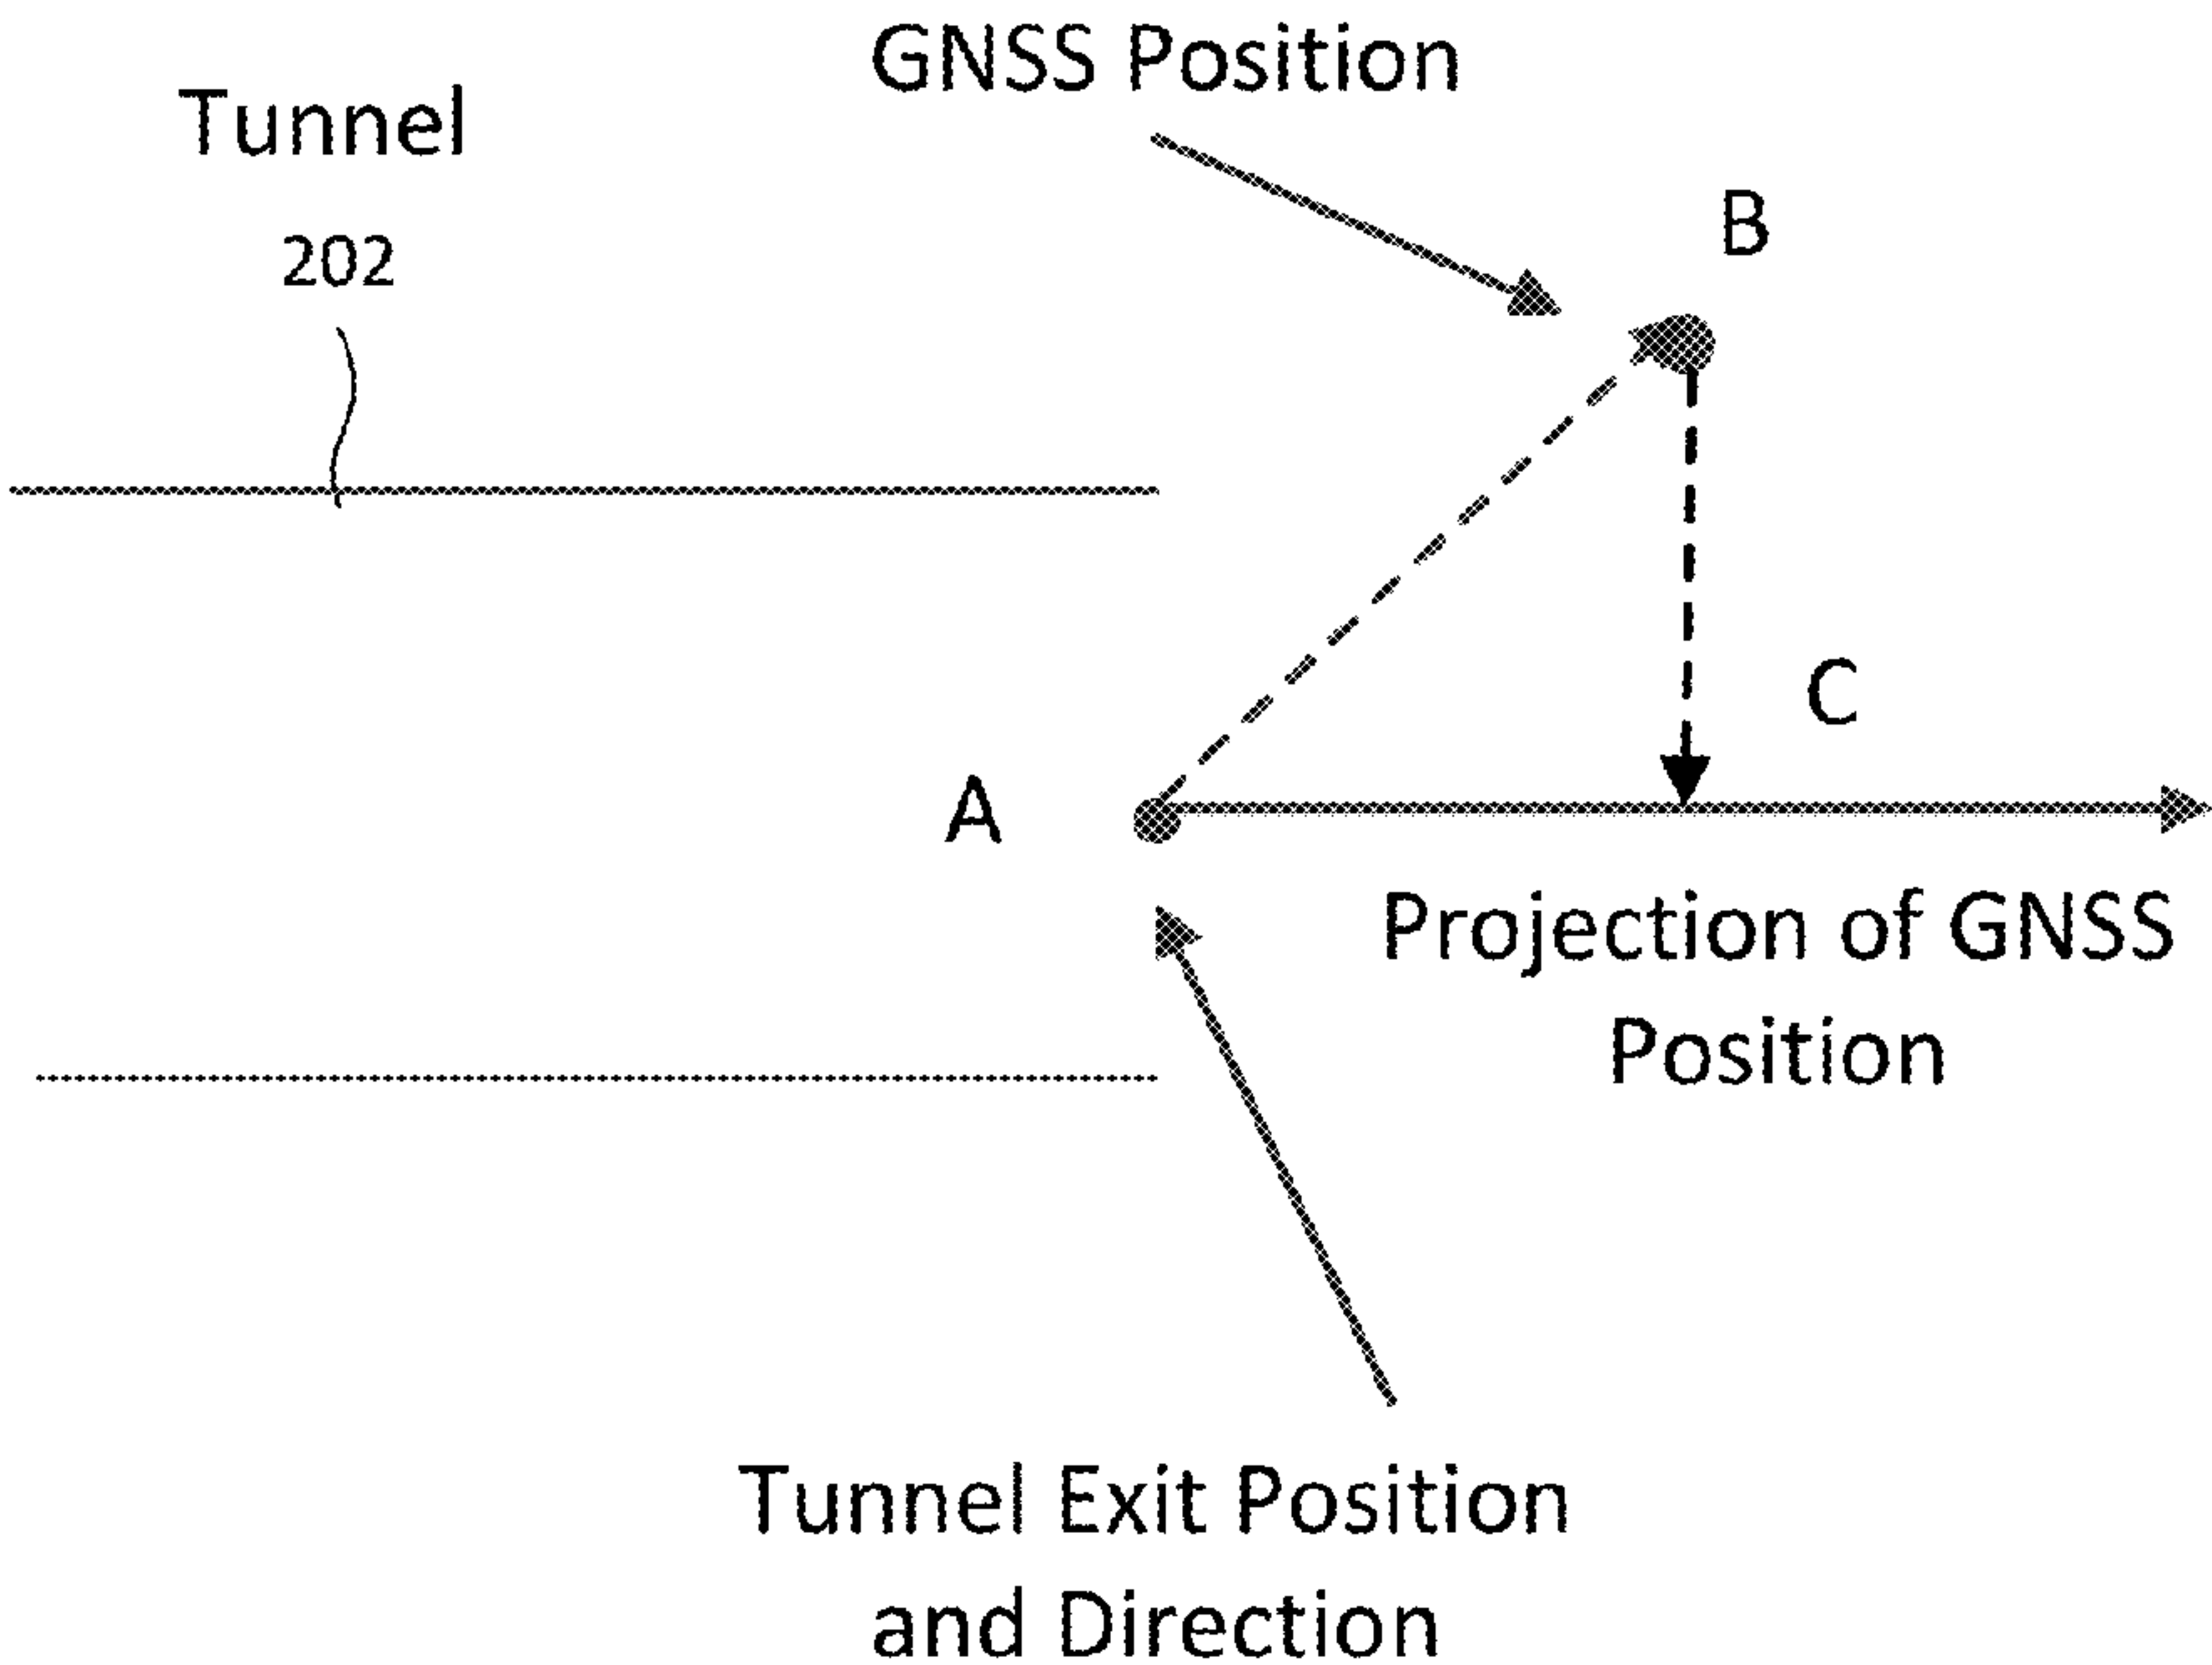 GNSS Position
Tunnel
202
B
C
A
Projection of GNSS
Position
Tunnel Exit Position
and Direction